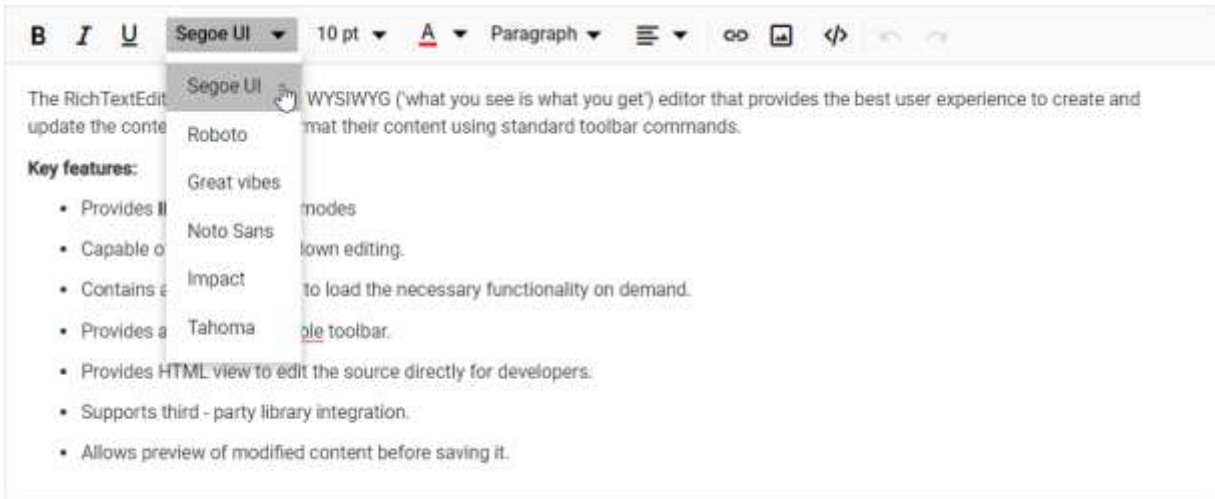 B I U Segoe UI 10 pt A Paragraph
Segoe UI
Roboto
Great vibes
Noto Sans
Impact
Tahoma
The RichTextEdit WYSIWYG ('what you see is what you get') editor that provides the best user experience to create and
update the conte mat their content using standard toolbar commands.
Key features:
• Provides modes
• Capable o down editing.
• Contains a to load the necessary functionality on demand.
• Provides a ble toolbar.
• Provides HTML view to edit the source directly for developers.
• Supports third - party library integration.
• Allows preview of modified content before saving it.